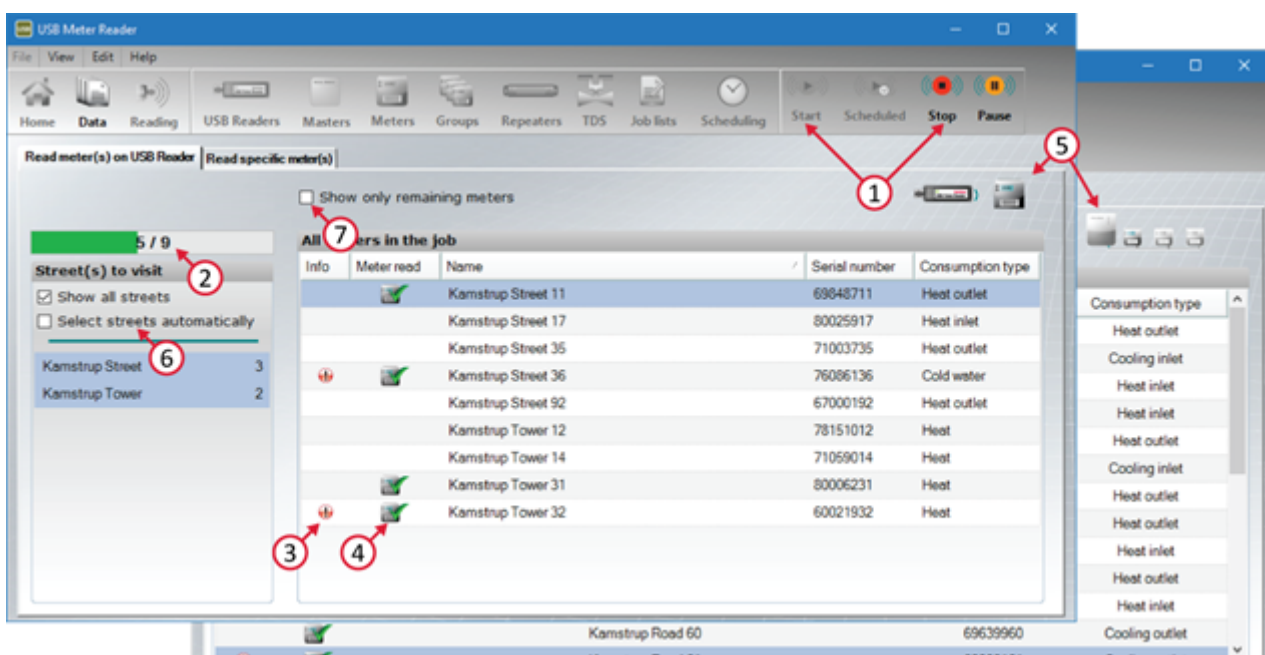 USB Meter Reader
File View Edit Help
Home Data Reading USB Readers Masters Meters Groups Repeaters TDS Job lists Scheduling Start Scheduled Stop Pause
Read meter(s) on USB Reader Read specific meter(s)
5
1
Show only remaining meters
7
5 / 9
All ers in the job
2
Street(s) to visit
Info Meter read Name Serial number Consumption type
Show all streets
Kamstrup Street 11 69848711 Heat outlet
Select streets automatically
Kamstrup Street 17 80025917 Heat inlet
6
Kamstrup Street 35 71003735 Heat outlet
Kamstrup Street 3
Kamstrup Street 36 76086136 Cold water
Kamstrup Tower 2
Kamstrup Street 92 67000192 Heat outlet
Kamstrup Tower 12 78151012 Heat
Kamstrup Tower 14 71059014 Heat
Kamstrup Tower 31 80006231 Heat
Kamstrup Tower 32 60021932 Heat
3
4
Consumption type
Heat outlet
Cooling inlet
Heat inlet
Heat inlet
Heat outlet
Cooling inlet
Heat outlet
Heat outlet
Heat inlet
Heat outlet
Heat inlet
Kamstrup Road 60 69639960 Cooling outlet